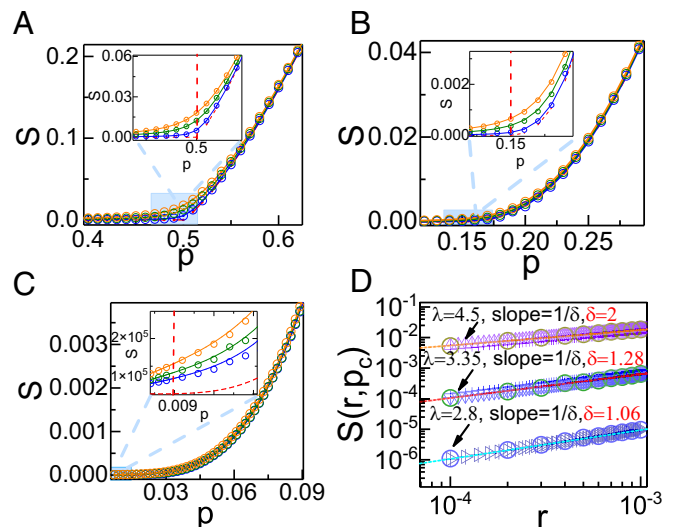 A
B
0.2
0.1
0.0
S
0.4
0.5
0.6
p
0.06
0.03
0.00
S
0.5
p
0.04
0.02
0.00
S
0.15
0.20
0.25
p
0.002
0.000
S
0.15
p
C
D
0.003
0.002
0.001
0.000
S
0.03
0.06
0.09
p
2×10⁵
1×10⁵
S
0.009
p
10⁻¹
10⁻²
10⁻³
10⁻⁴
10⁻⁵
10⁻⁶
S(r,p_c)
λ=4.5, slope=1/δ,δ=2
λ=3.35, slope=1/δ,δ=1.28
λ=2.8, slope=1/δ,δ=1.06
10⁻⁴
10⁻³
r